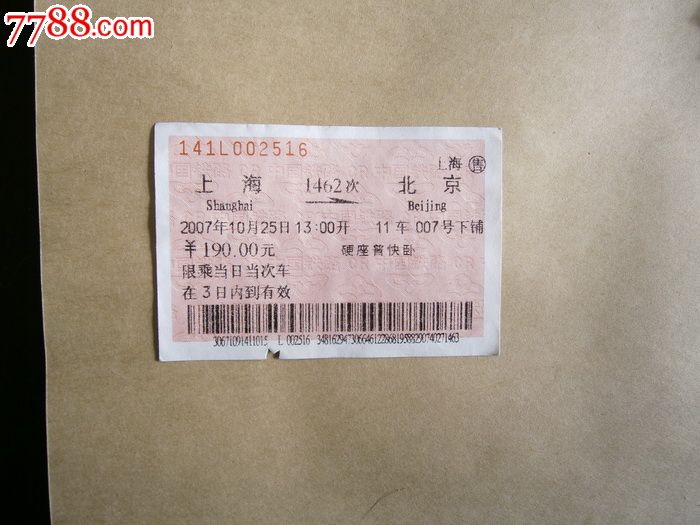 7788.com
141L002516
上海 售
上海 1462次 北京
Shanghai Beijing
2007年10月25日13:00开 11车007号下铺
¥190.00元 硬座普快卧
限乘当日当次车
在3日内到有效
30671091411015 L 002516 348162947306646122868195882907402​71463